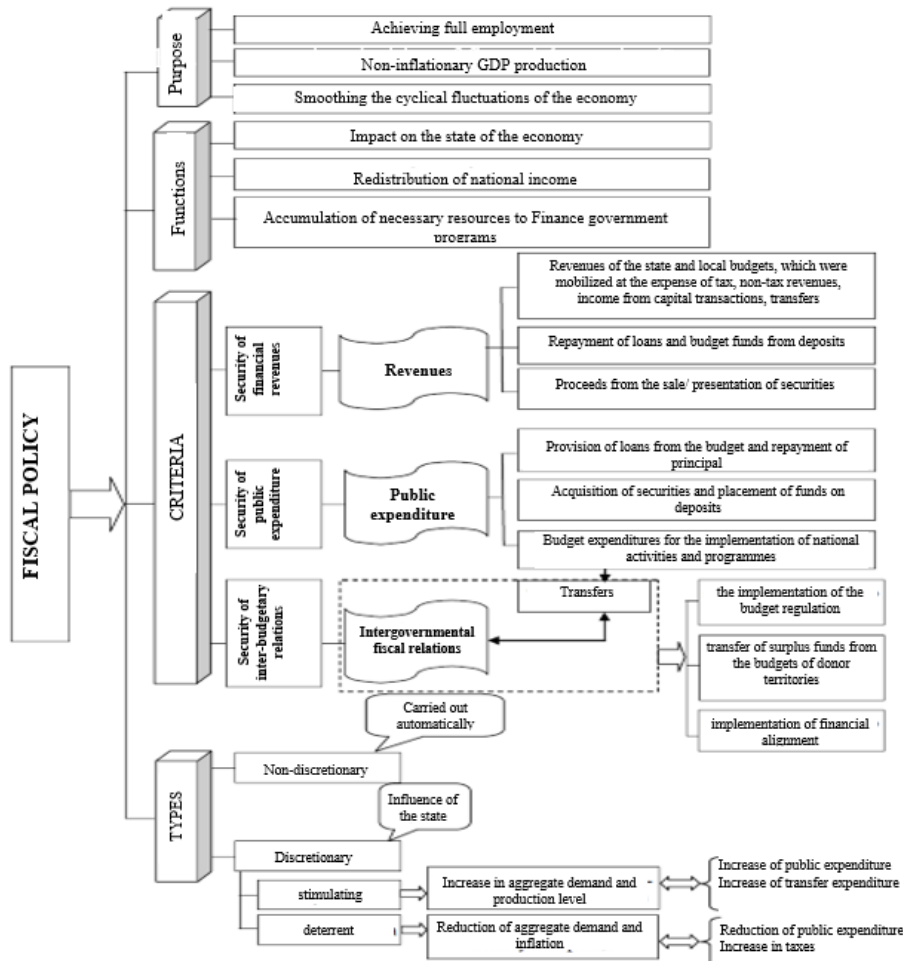 FISCAL POLICY
Purpose
Achieving full employment
Non-inflationary GDP production
Smoothing the cyclical fluctuations of the economy
Functions
Impact on the state of the economy
Redistribution of national income
Accumulation of necessary resources to Finance government
programs
CRITERIA
Security of
financial
revenues
Revenues
Revenues of the state and local budgets, which were
mobilized at the expense of tax, non-tax revenues,
income from capital transactions, transfers
Repayment of loans and budget funds from deposits
Proceeds from the sale/ presentation of securities
Security of
public
expenditure
Public
expenditure
Provision of loans from the budget and repayment of
principal
Acquisition of securities and placement of funds on
deposits
Budget expenditures for the implementation of national
activities and programmes
Security of
inter-budgetary
relations
Intergovernmental
fiscal relations
Transfers
the implementation of the
budget regulation
transfer of surplus funds from
the budgets of donor
territories
implementation of financial
alignment
TYPES
Carried out
automatically
Non-discretionary
Influence of
the state
Discretionary
stimulating
Increase in aggregate demand and
production level
Increase of public expenditure
Increase of transfer expenditure
deterrent
Reduction of aggregate demand and
inflation
Reduction of public expenditure
Increase in taxes